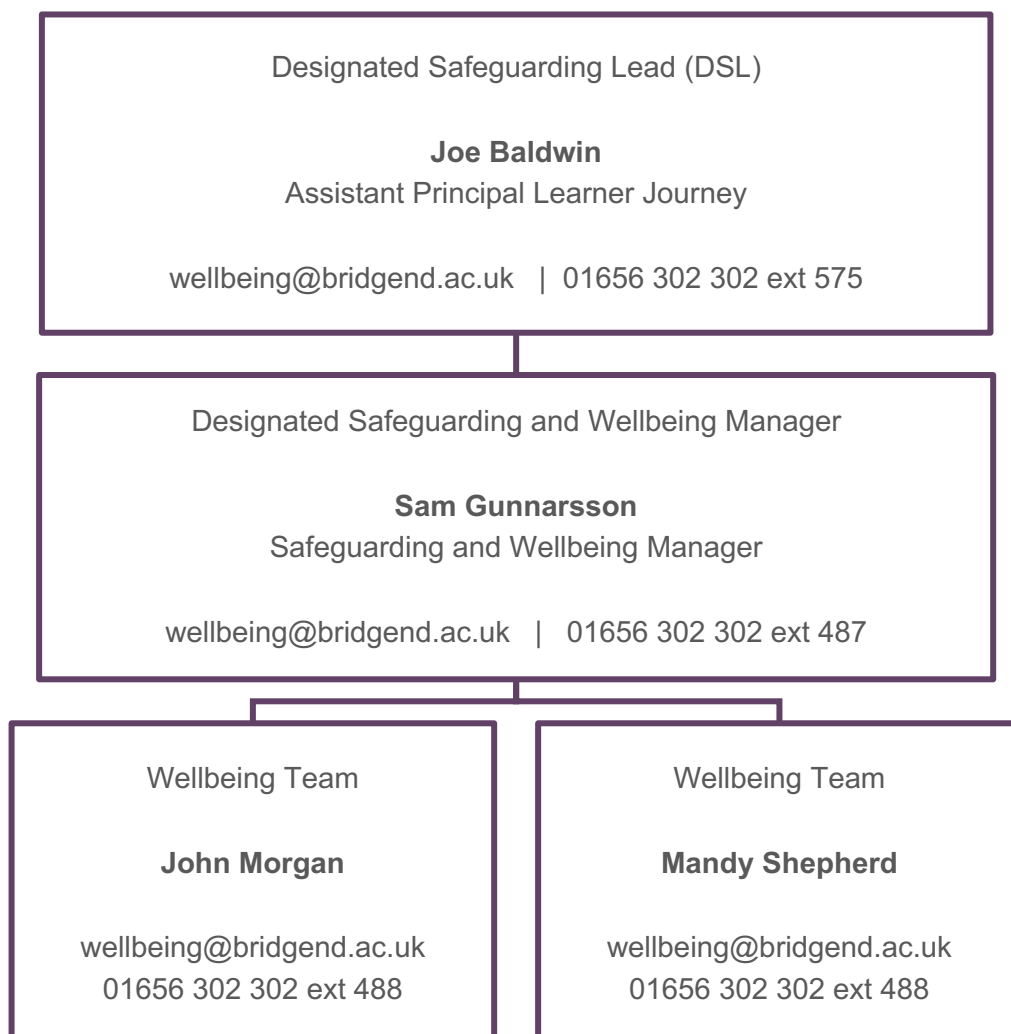 Designated Safeguarding Lead (DSL)
Joe Baldwin
Assistant Principal Learner Journey
wellbeing@bridgend.ac.uk | 01656 302 302 ext 575
Designated Safeguarding and Wellbeing Manager
Sam Gunnarsson
Safeguarding and Wellbeing Manager
wellbeing@bridgend.ac.uk | 01656 302 302 ext 487
Wellbeing Team
John Morgan
wellbeing@bridgend.ac.uk
01656 302 302 ext 488
Wellbeing Team
Mandy Shepherd
wellbeing@bridgend.ac.uk
01656 302 302 ext 488